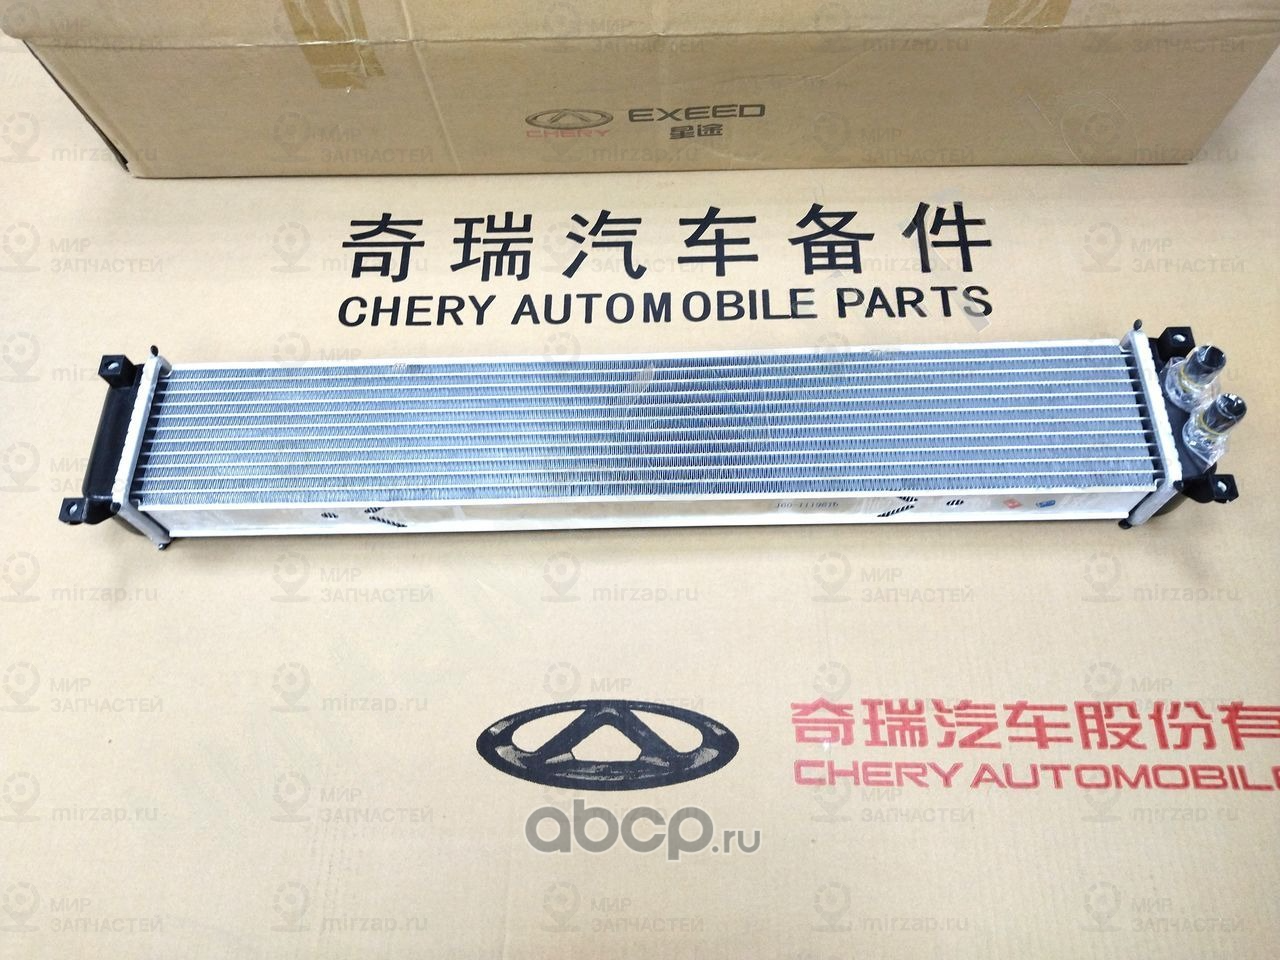 CHERY EXEED
星途
奇瑞汽车备件
CHERY AUTOMOBILE PARTS
奇瑞汽车股份有
CHERY AUTOMOBILE
abcp.ru
МИР ЗАПЧАСТЕЙ
mirzap.ru